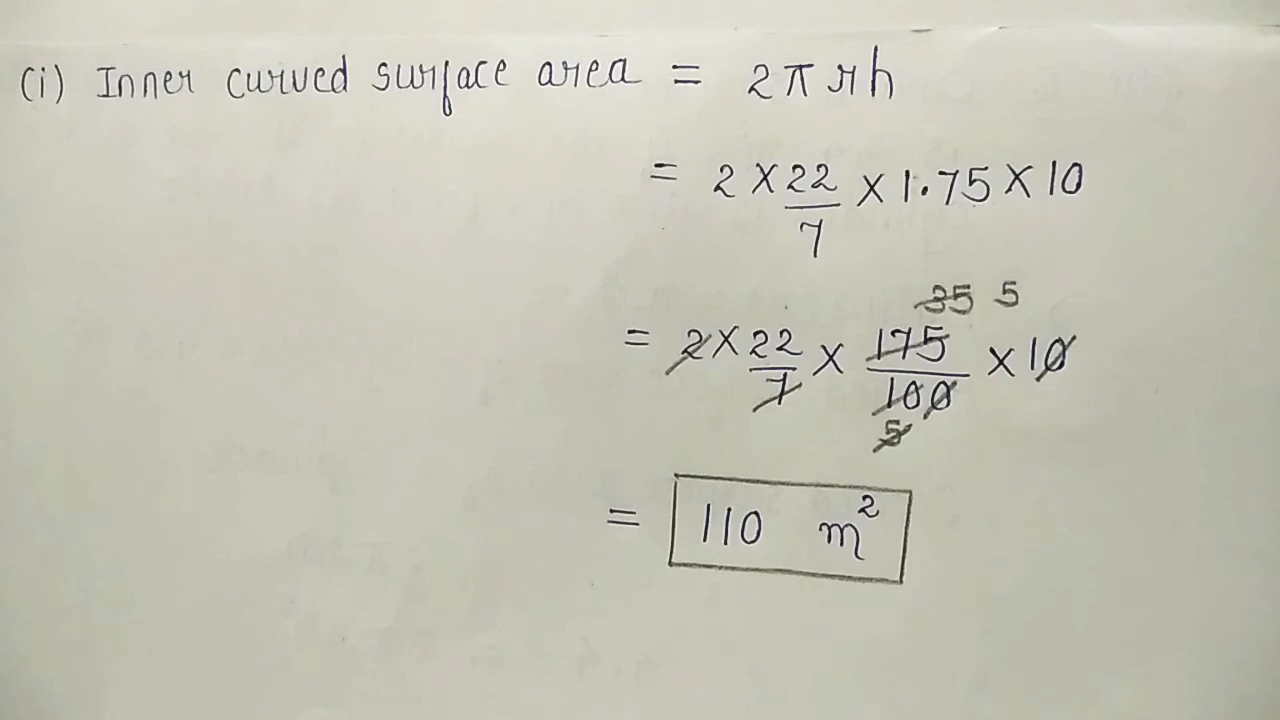 (i) Inner curved surface area = 2πrh
= 2 × 22/7 × 1.75 × 10
35 5
= 2 × 22/7 × 175/100 × 10
5
= 110 m²